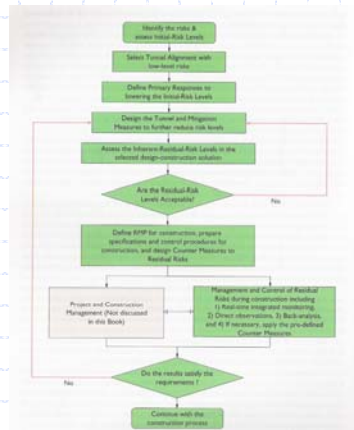 Identify the risks &
assess Initial-Risk Levels
Select Tunnel Alignment with
low-level risks
Define Primary Responses to
lowering the Initial-Risk Levels
Design the Tunnel and Mitigation
Measures to further reduce risk levels
Assess the Inherent-Residual-Risk Levels in the
selected design-construction solution
Are the Residual-Risk
Levels Acceptable?
No
Define RMP for construction, prepare
specifications and control procedures for
construction, and design Counter Measures to
Residual Risks
Project and Construction
Management (Not discussed
in this Book)
Management and Control of Residual
Risks during construction including
1) Real-time integrated monitoring,
2) Direct observations, 3) Back-analysis,
and 4) If necessary, apply the pre-defined
Counter Measures
No
Do the results satisfy the
requirements ?
Continue with the
construction process